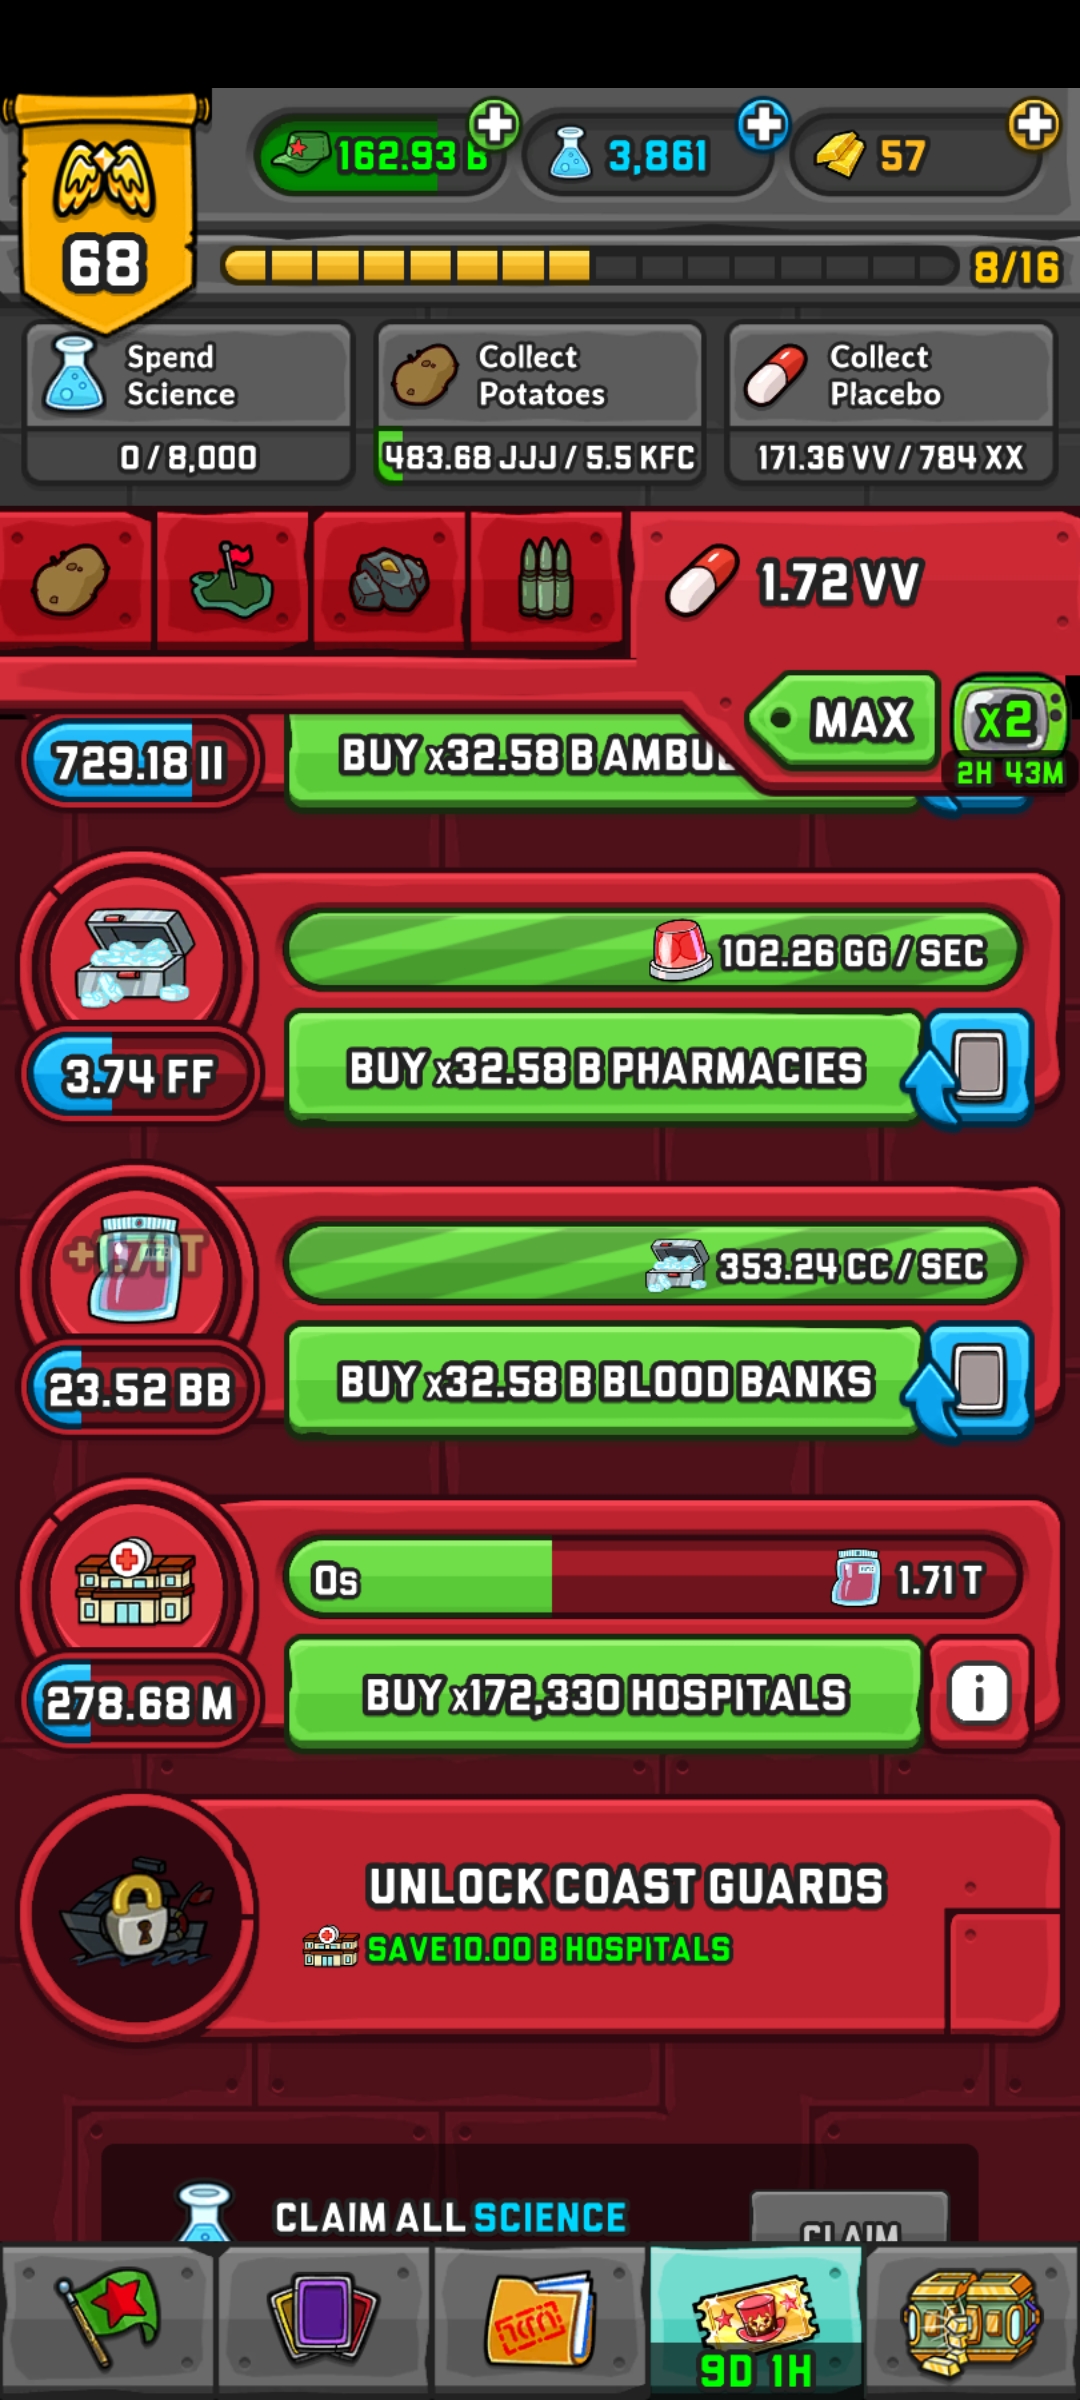 162.93 B
3,861
57
68
8/16
Spend
Science
0 / 8,000
Collect
Potatoes
483.68 JJJ / 5.5 KFC
Collect
Placebo
171.36 VV / 784 XX
1.72 VV
MAX
x2
2H 43M
729.18 II
BUY x32.58 B
102.26 GG / SEC
3.74 FF
BUY x32.58 B PHARMACIES
353.24 CC / SEC
23.52 BB
BUY x32.58 B BLOOD BANKS
0s
1.71 T
278.68 M
BUY x172,330 HOSPITALS
i
UNLOCK COAST GUARDS
SAVE 10.00 B HOSPITALS
CLAIM ALL SCIENCE
CLAIM
9D 1H